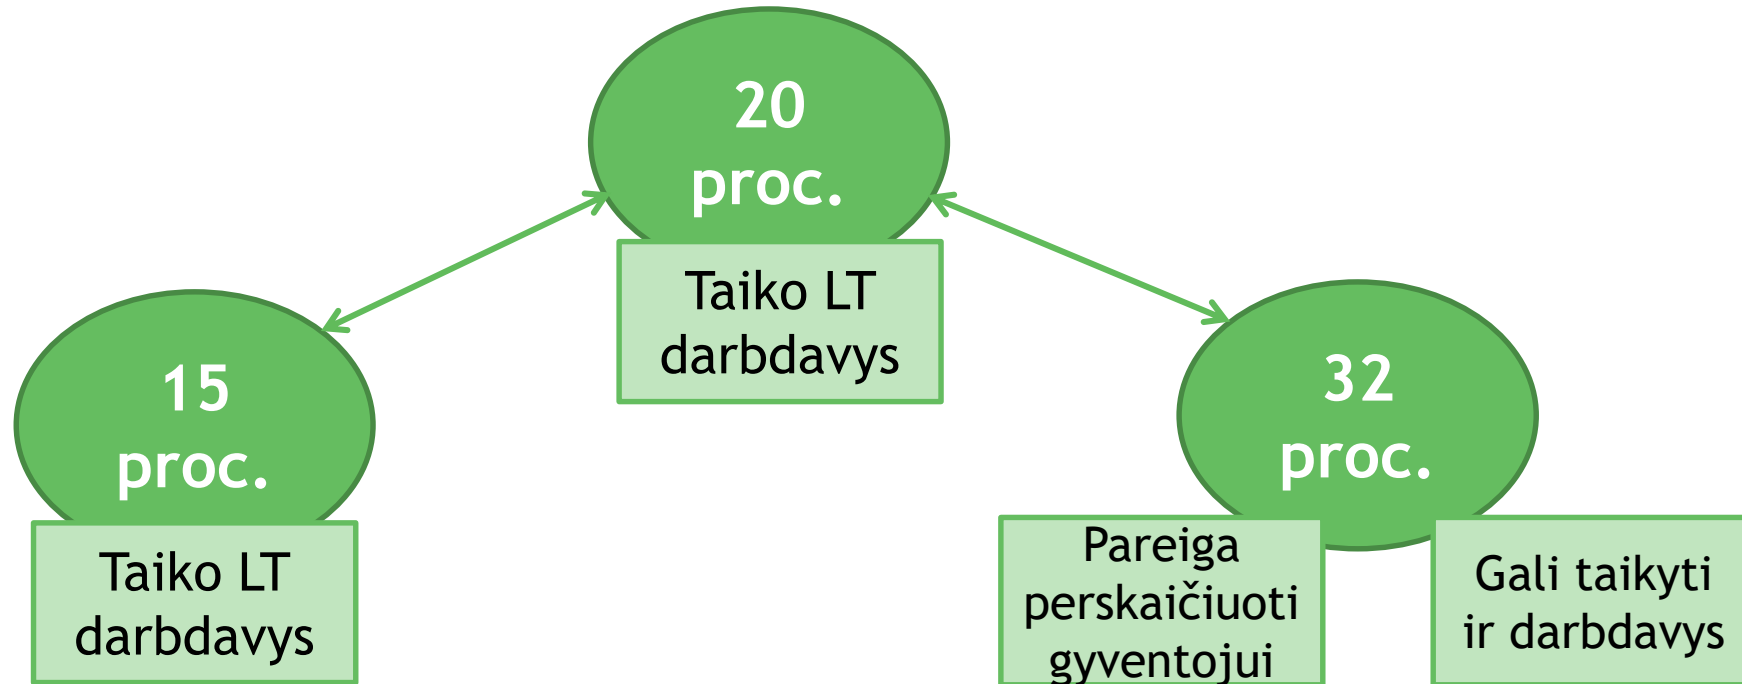 20
proc.
Taiko LT
darbdavys
15
proc.
Taiko LT
darbdavys
32
proc.
Pareiga
perskaičiuoti
gyventojui
Gali taikyti
ir darbdavys